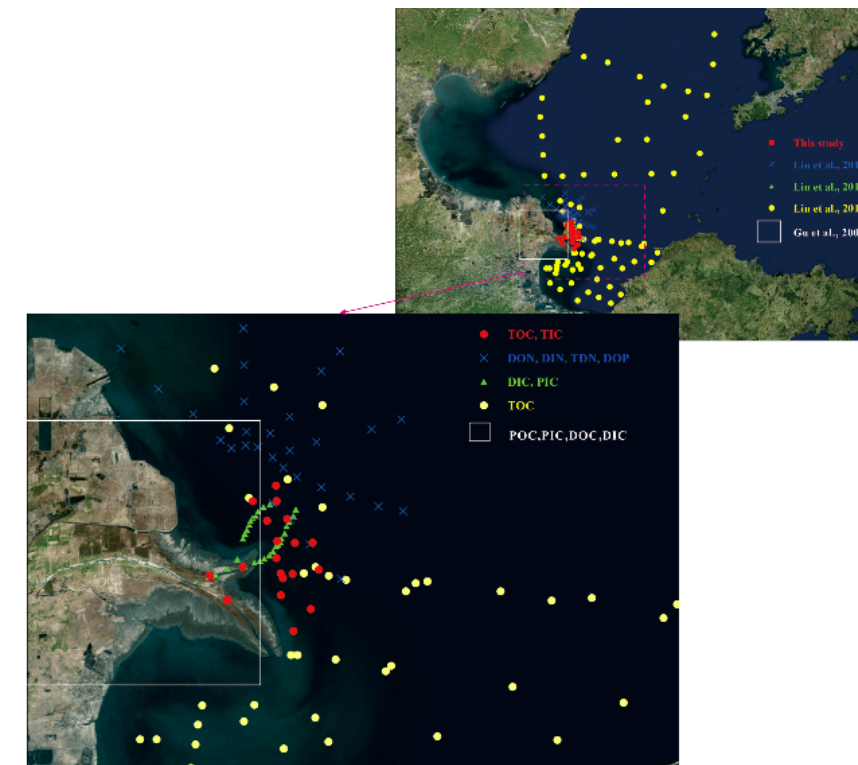 This study
Liu et al., 201
Liu et al., 201
Liu et al., 201
Gu et al., 200
TOC, TIC
DON, DIN, TDN, DOP
DIC, PIC
TOC
POC,PIC,DOC,DIC